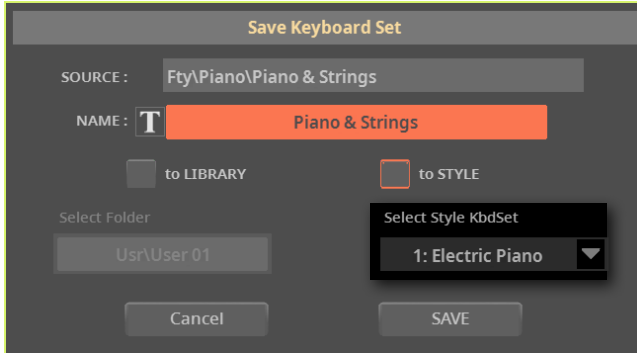 Save Keyboard Set
SOURCE : Fty\Piano\Piano & Strings
NAME : T Piano & Strings
to LIBRARY to STYLE
Select Folder Select Style KbdSet
Usr\User 01 1: Electric Piano
Cancel SAVE